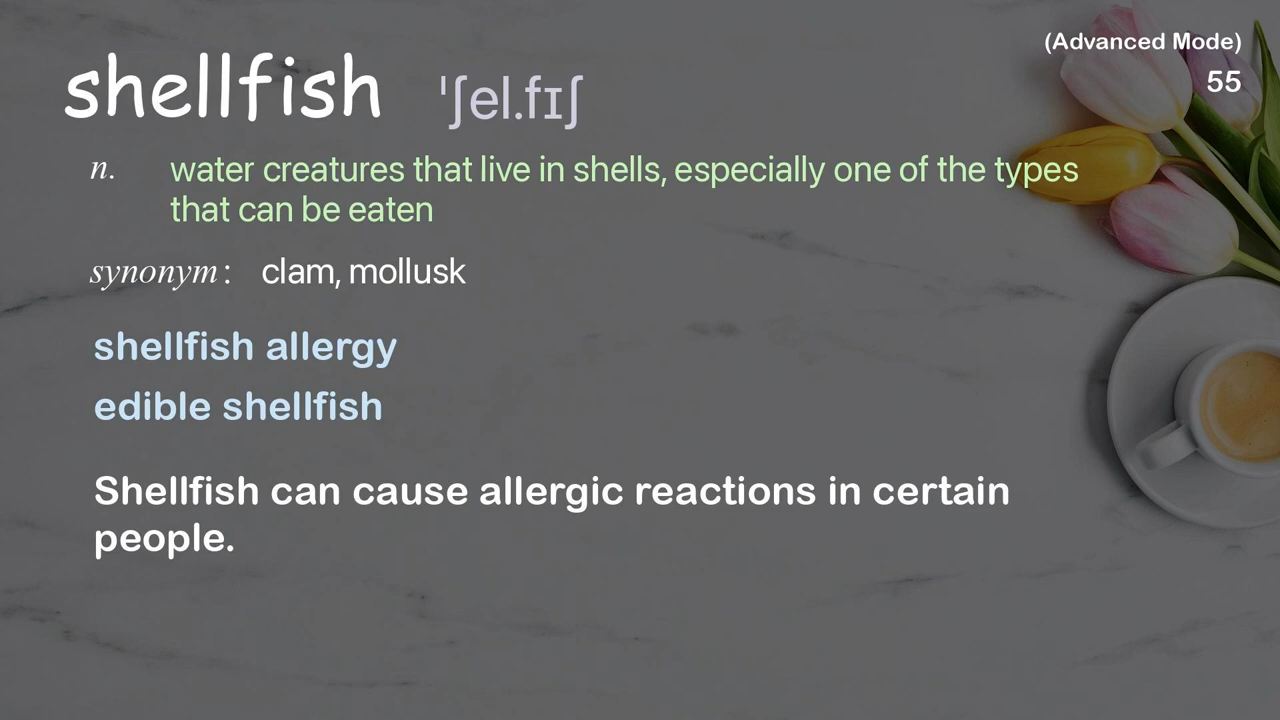 (Advanced Mode)
55
shellfish ˈʃel.fɪʃ
n. water creatures that live in shells, especially one of the types
that can be eaten
synonym: clam, mollusk
shellfish allergy
edible shellfish
Shellfish can cause allergic reactions in certain
people.